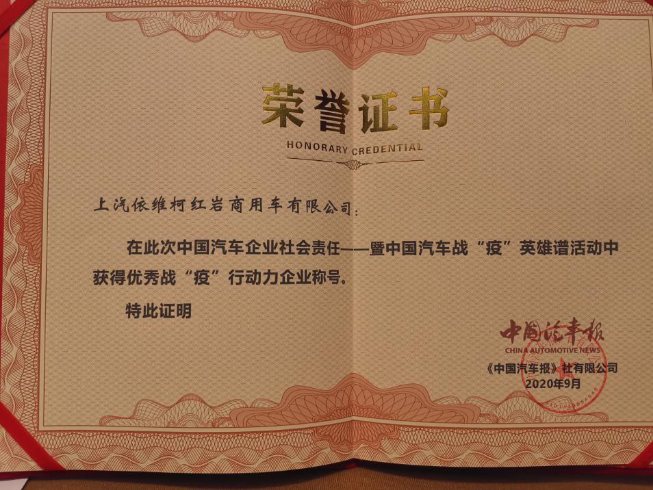 荣誉证书
HONORARY CREDENTIAL
上汽依维柯红岩商用车有限公司：
在此次中国汽车企业社会责任——暨中国汽车战“疫”英雄谱活动中
获得优秀战“疫”行动力企业称号。
特此证明
中国汽车报
CHINA AUTOMOTIVE NEWS
《中国汽车报》社有限公司
2020年9月